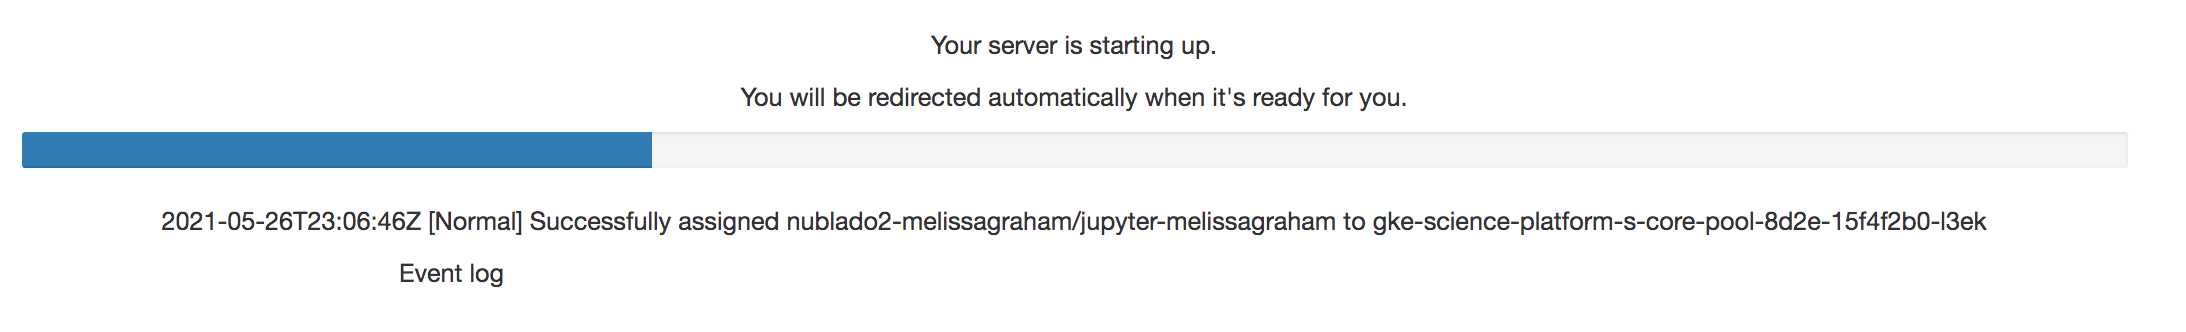 Your server is starting up.
You will be redirected automatically when it's ready for you.
2021-05-26T23:06:46Z [Normal] Successfully assigned nublado2-melissagraham/jupyter-melissagraham to gke-science-platform-s-core-pool-8d2e-15f4f2b0-l3ek
Event log